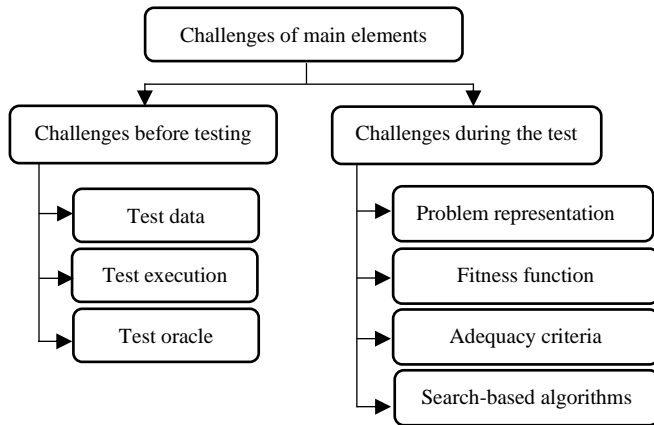 Challenges of main elements
Challenges before testing
Test data
Test execution
Test oracle
Challenges during the test
Problem representation
Fitness function
Adequacy criteria
Search-based algorithms